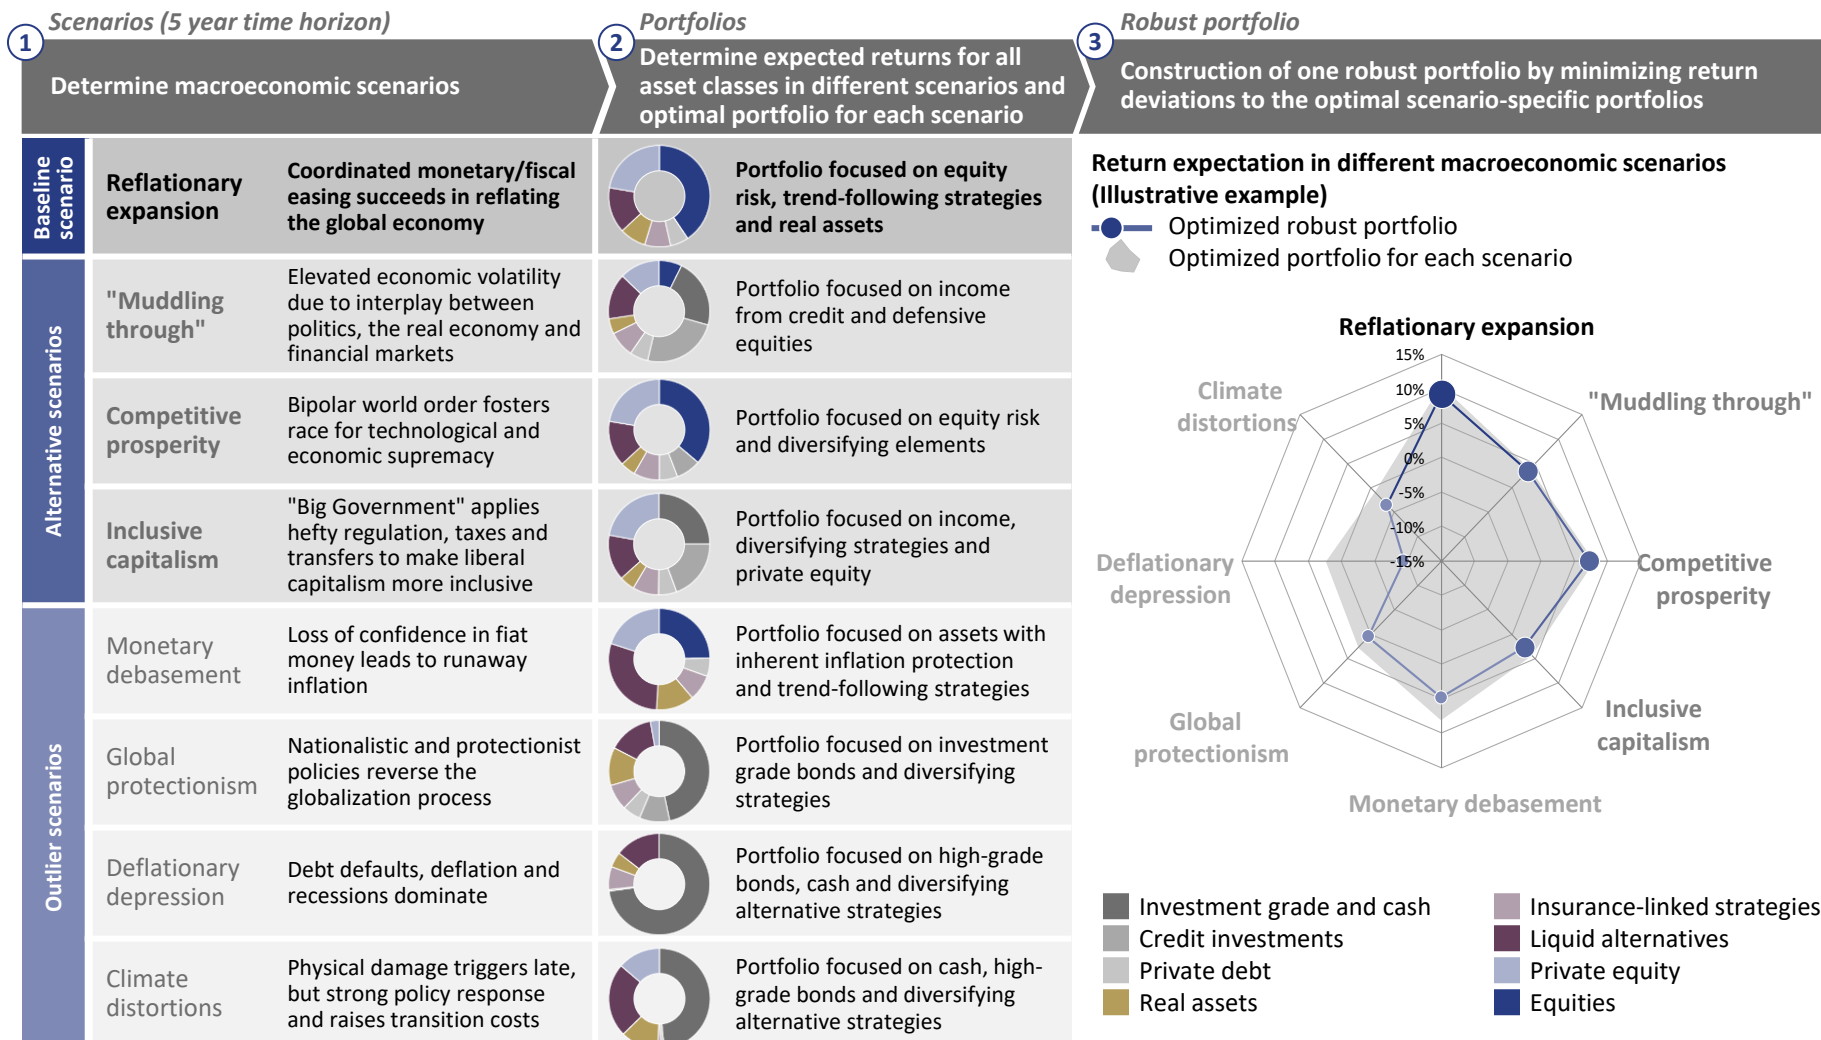 1
Scenarios (5 year time horizon)
Determine macroeconomic scenarios
2
Portfolios
Determine expected returns for all
asset classes in different scenarios and
optimal portfolio for each scenario
3
Robust portfolio
Construction of one robust portfolio by minimizing return
deviations to the optimal scenario-specific portfolios
Baseline
scenario
Reflationary
expansion
Coordinated monetary/fiscal
easing succeeds in reflating
the global economy
Portfolio focused on equity
risk, trend-following strategies
and real assets
Alternative scenarios
"Muddling
through"
Elevated economic volatility
due to interplay between
politics, the real economy and
financial markets
Portfolio focused on income
from credit and defensive
equities
Competitive
prosperity
Bipolar world order fosters
race for technological and
economic supremacy
Portfolio focused on equity risk
and diversifying elements
Inclusive
capitalism
"Big Government" applies
hefty regulation, taxes and
transfers to make liberal
capitalism more inclusive
Portfolio focused on income,
diversifying strategies and
private equity
Outlier scenarios
Monetary
debasement
Loss of confidence in fiat
money leads to runaway
inflation
Portfolio focused on assets with
inherent inflation protection
and trend-following strategies
Global
protectionism
Nationalistic and protectionist
policies reverse the
globalization process
Portfolio focused on investment
grade bonds and diversifying
strategies
Deflationary
depression
Debt defaults, deflation and
recessions dominate
Portfolio focused on high-grade
bonds, cash and diversifying
alternative strategies
Climate
distortions
Physical damage triggers late,
but strong policy response
and raises transition costs
Portfolio focused on cash, high-
grade bonds and diversifying
alternative strategies
Return expectation in different macroeconomic scenarios
(Illustrative example)
Optimized robust portfolio
Optimized portfolio for each scenario
Reflationary expansion
"Muddling through"
Competitive
prosperity
Inclusive
capitalism
Monetary debasement
Global
protectionism
Deflationary
depression
Climate
distortions
15%
10%
5%
0%
-5%
-10%
-15%
Investment grade and cash
Credit investments
Private debt
Real assets
Insurance-linked strategies
Liquid alternatives
Private equity
Equities